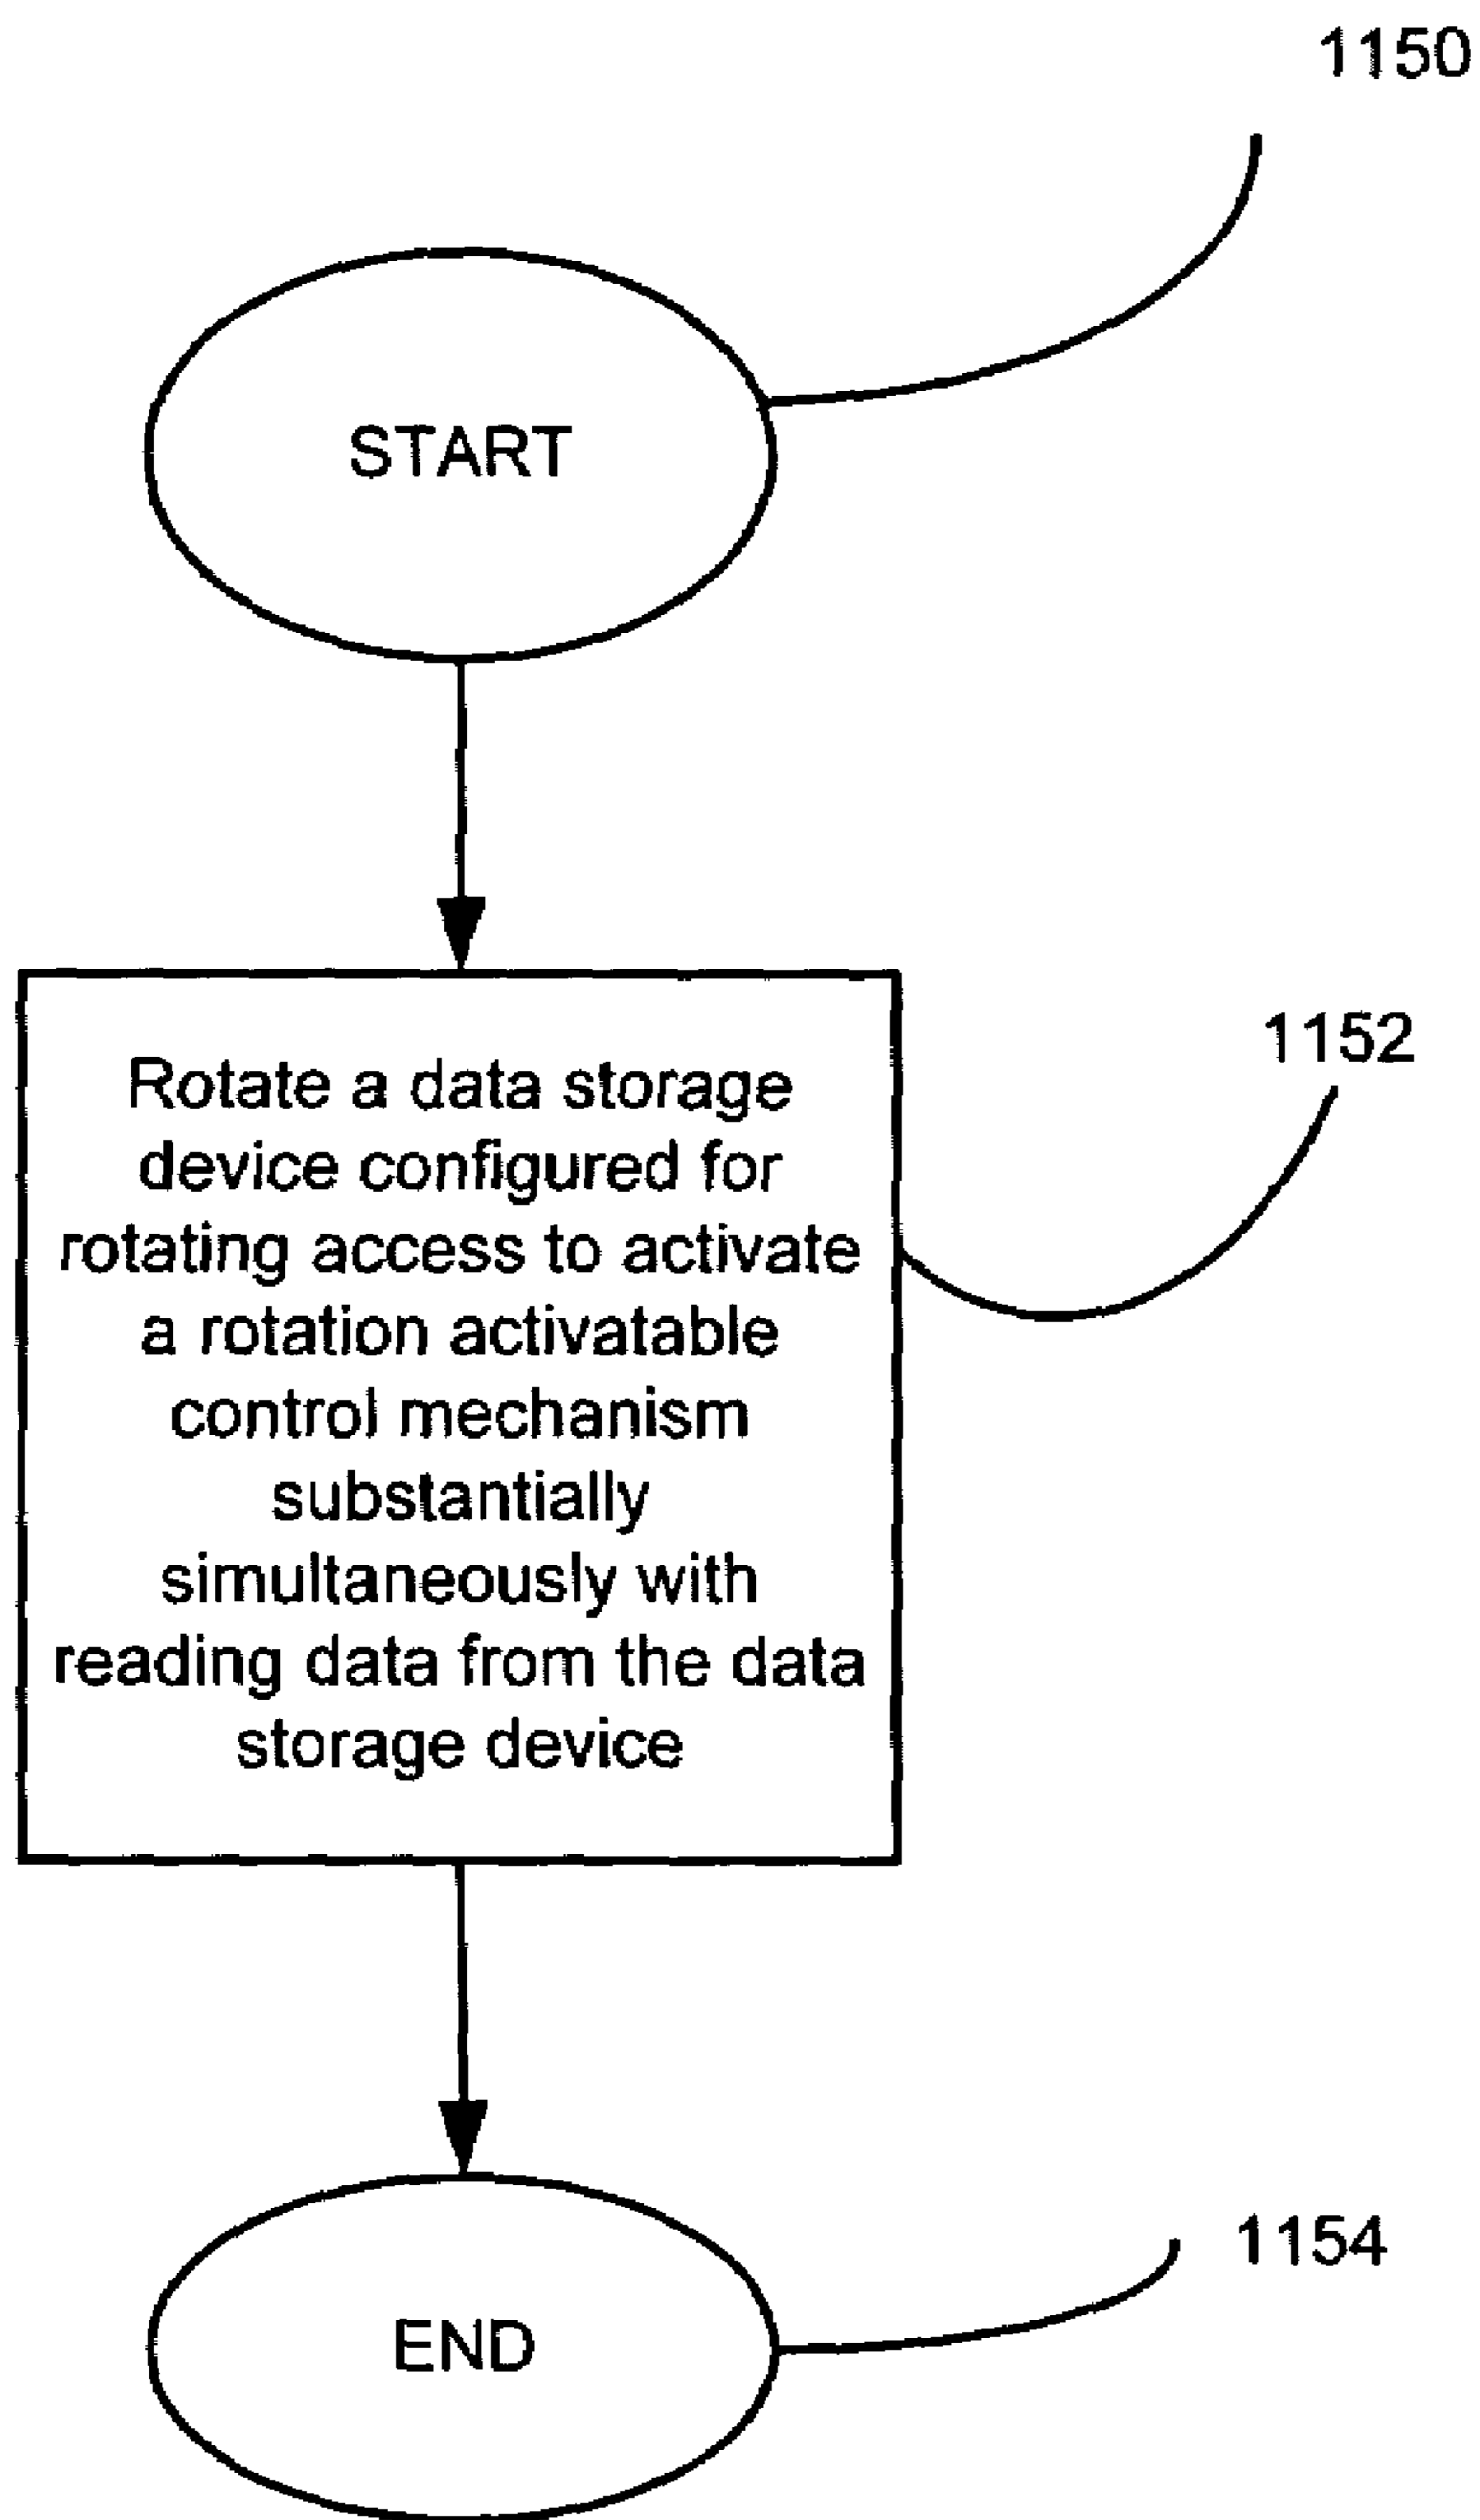 1150
START
1152
Rotate a data storage
device configured for
rotating access to activate
a rotation activatable
control mechanism
substantially
simultaneously with
reading data from the data
storage device
1154
END